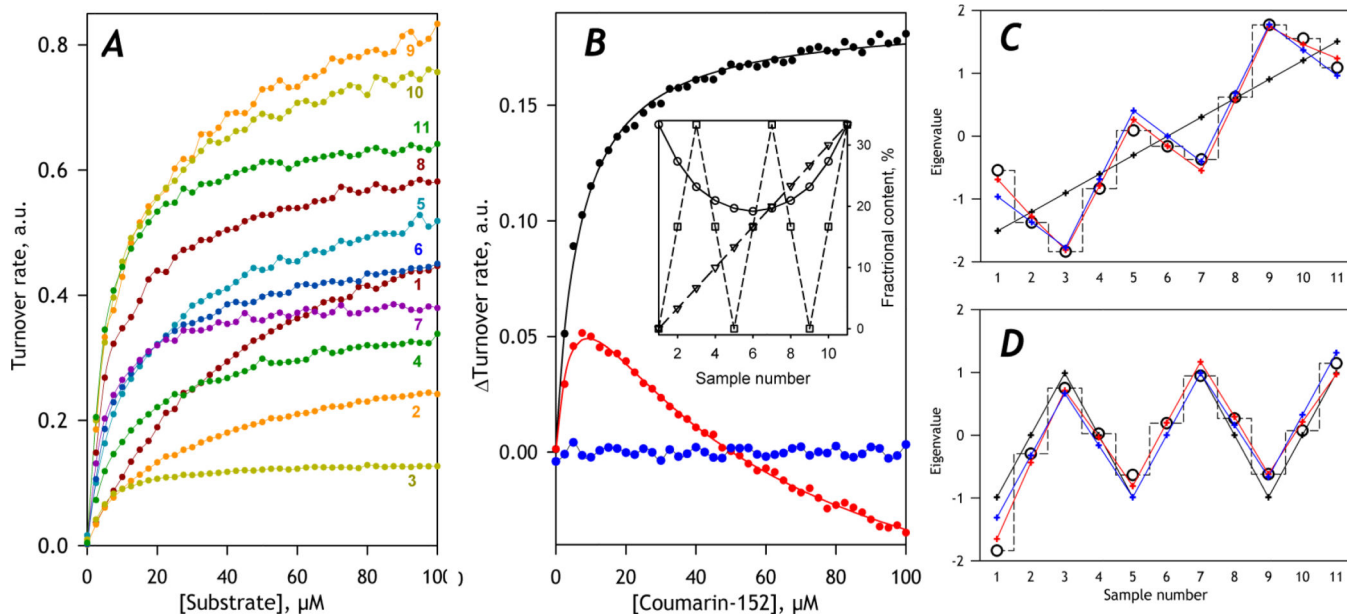 A
0.8
0.6
0.4
0.2
0.0
Turnover rate, a.u.
9
10
11
8
5
6
1
7
4
2
3
0 20 40 60 80 100
[Substrate], µM
B
0.15
0.10
0.05
0.00
ΔTurnover rate, a.u.
30
20
10
0
Fractrional content, %
2 4 6 8 10
Sample number
0 20 40 60 80 100
[Coumarin-152], µM
C
2
1
0
-1
-2
Eigenvalue
1 2 3 4 5 6 7 8 9 10 11
D
2
1
0
-1
-2
Eigenvalue
1 2 3 4 5 6 7 8 9 10 11
Sample number